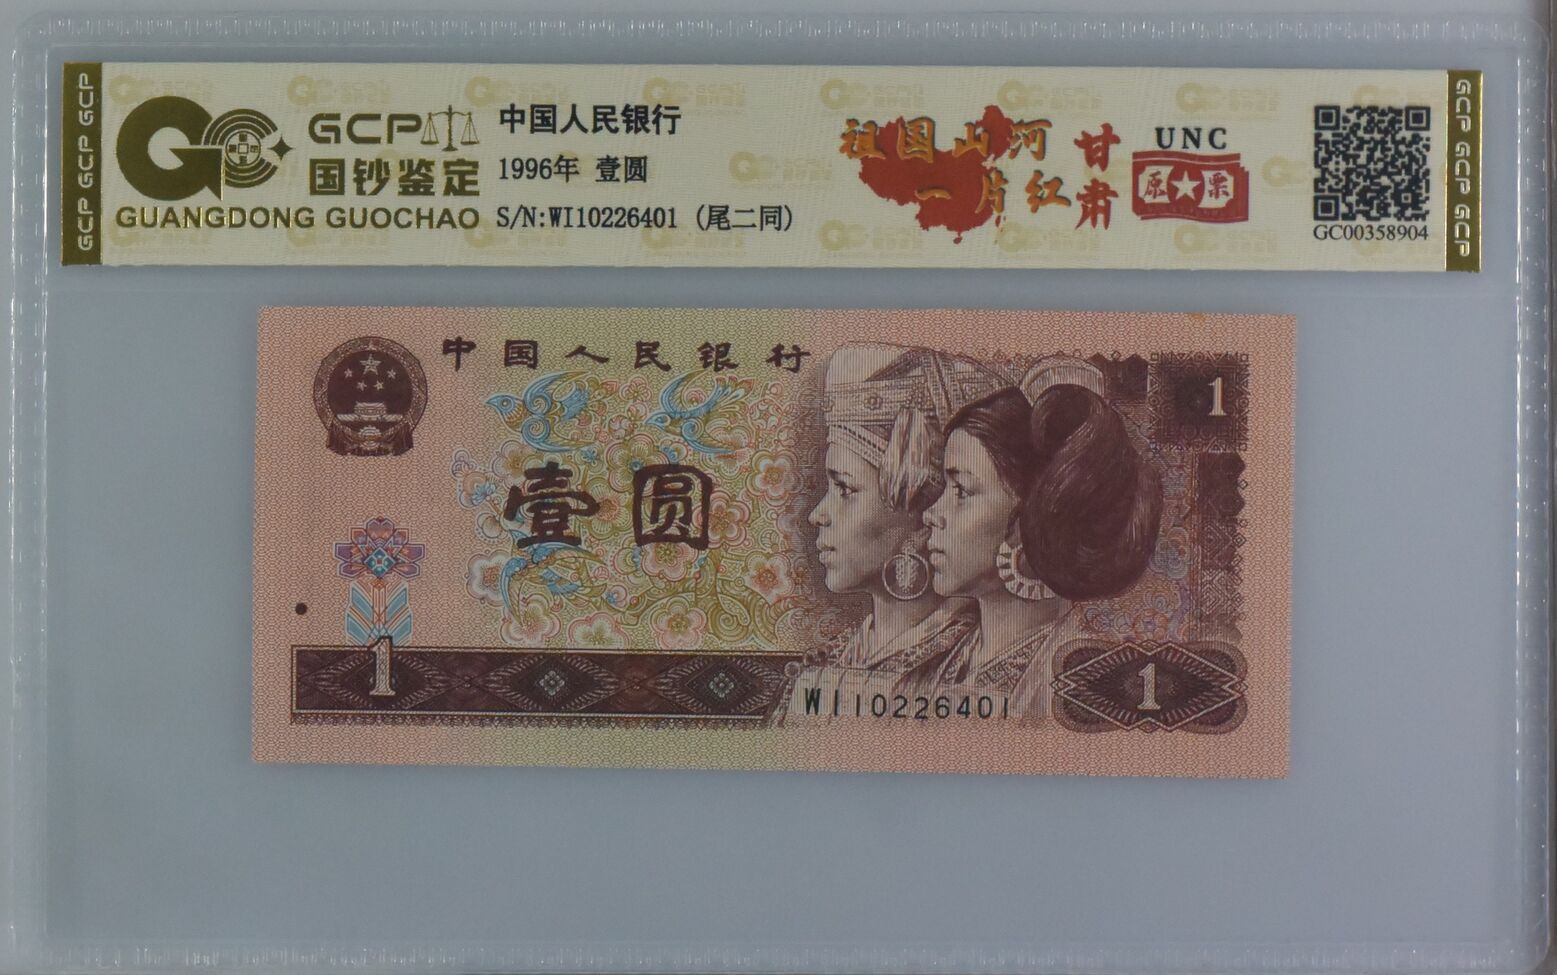 GCP GCP GCP
GCP
国钞鉴定
GUANGDONG GUOCHAO
中国人民银行
1996年 壹圆
S/N:WI10226401 (尾二同)
祖国山河
一片红
甘肃
UNC
原票
GC00358904
GCP GCP GCP
中国人民银行
1
壹圆
1
WI10226401
1